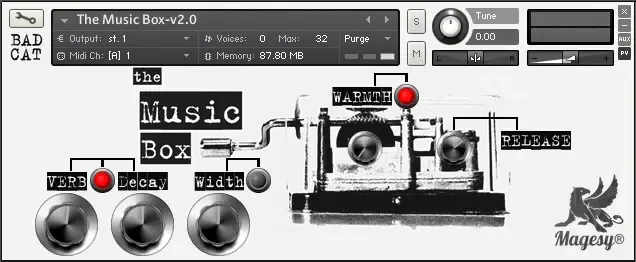 The Music Box-v2.0
BAD
CAT
Output: st.1
Voices: 0 Max: 32
Purge
Midi Ch: [A] 1
Memory: 87.80 MB
S
M
Tune
0.00
L
R
AUX
PV
the
Music
Box
WARMTH
RELEASE
VERB Decay
Width
Magesy®